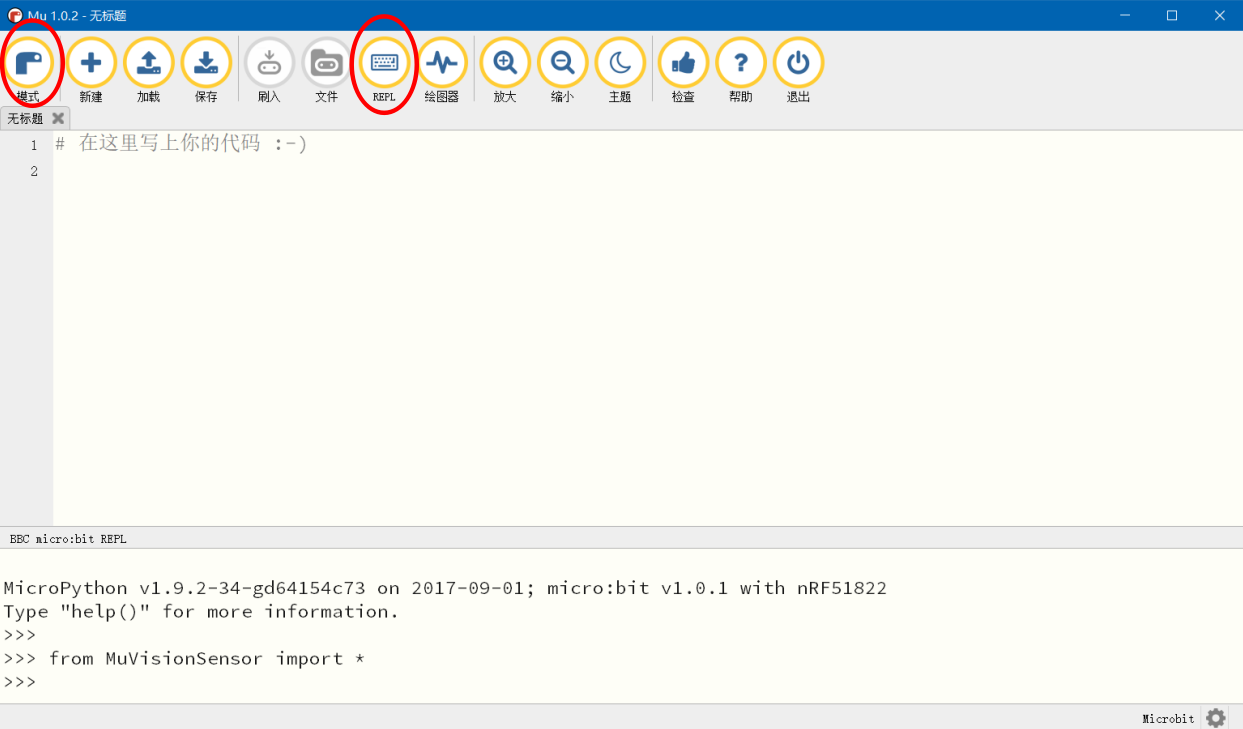 Mu 1.0.2 - 无标题
模式 新建 加载 保存 刷入 文件 REPL 绘图器 放大 缩小 主题 检查 帮助 退出
无标题
1 # 在这里写上你的代码 :-)
2
BBC micro:bit REPL
MicroPython v1.9.2-34-gd64154c73 on 2017-09-01; micro:bit v1.0.1 with nRF51822
Type "help()" for more information.
>>>
>>> from MuVisionSensor import *
>>>
Microbit